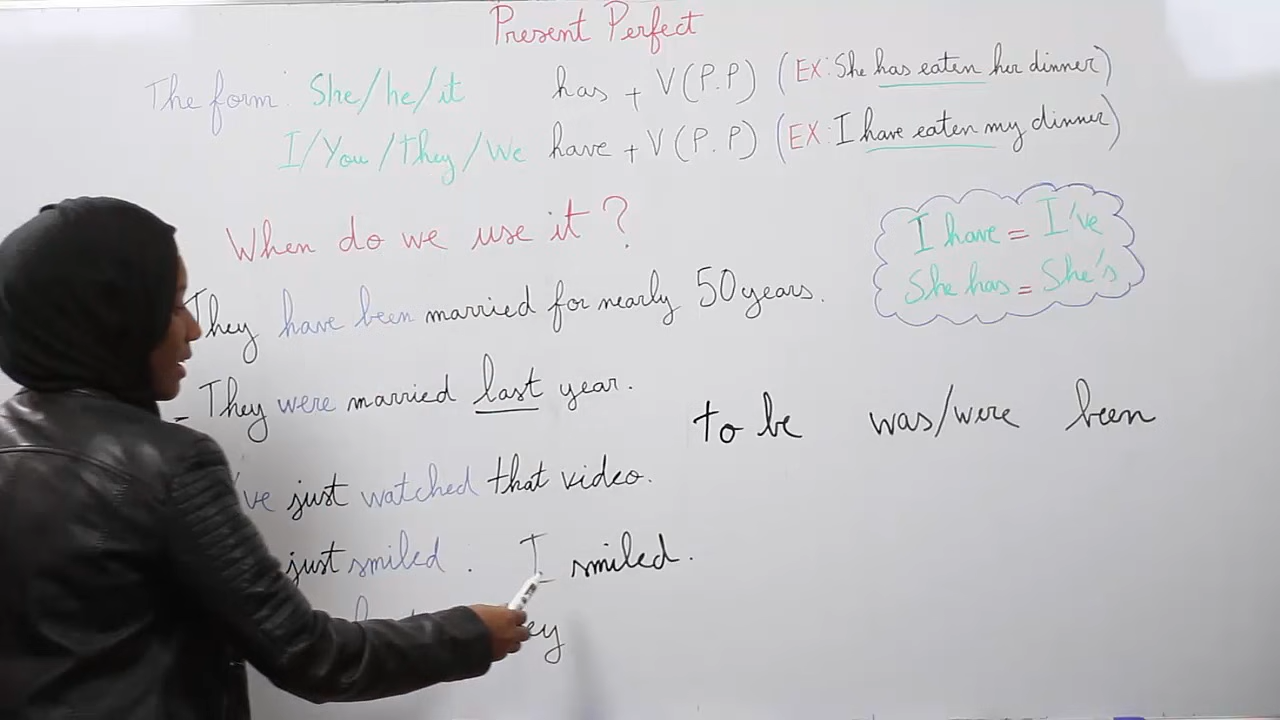 Present Perfect
The form: She/he/it has + V(P.P) (EX: She has eaten her dinner)
I/You/They/We have + V(P.P) (EX: I have eaten my dinner)
When do we use it?
I have = I've
She has = She's
They have been married for nearly 50 years.
- They were married last year.
to be was/were been
've just watched that video.
just smiled. I smiled.